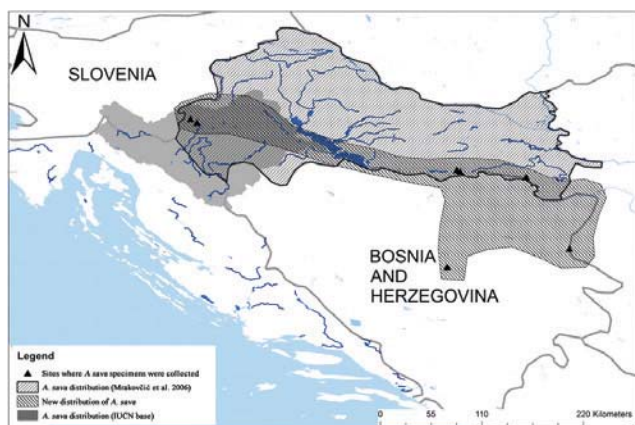 N
SLOVENIA
BOSNIA
AND
HERZEGOVINA
Legend
Sites where A sava specimens were collected
A. sava distribution (Mrakovčić et al. 2006)
New distribution of A. sava
A. sava distribution (IUCN base)
0 55 110 220 Kilometers